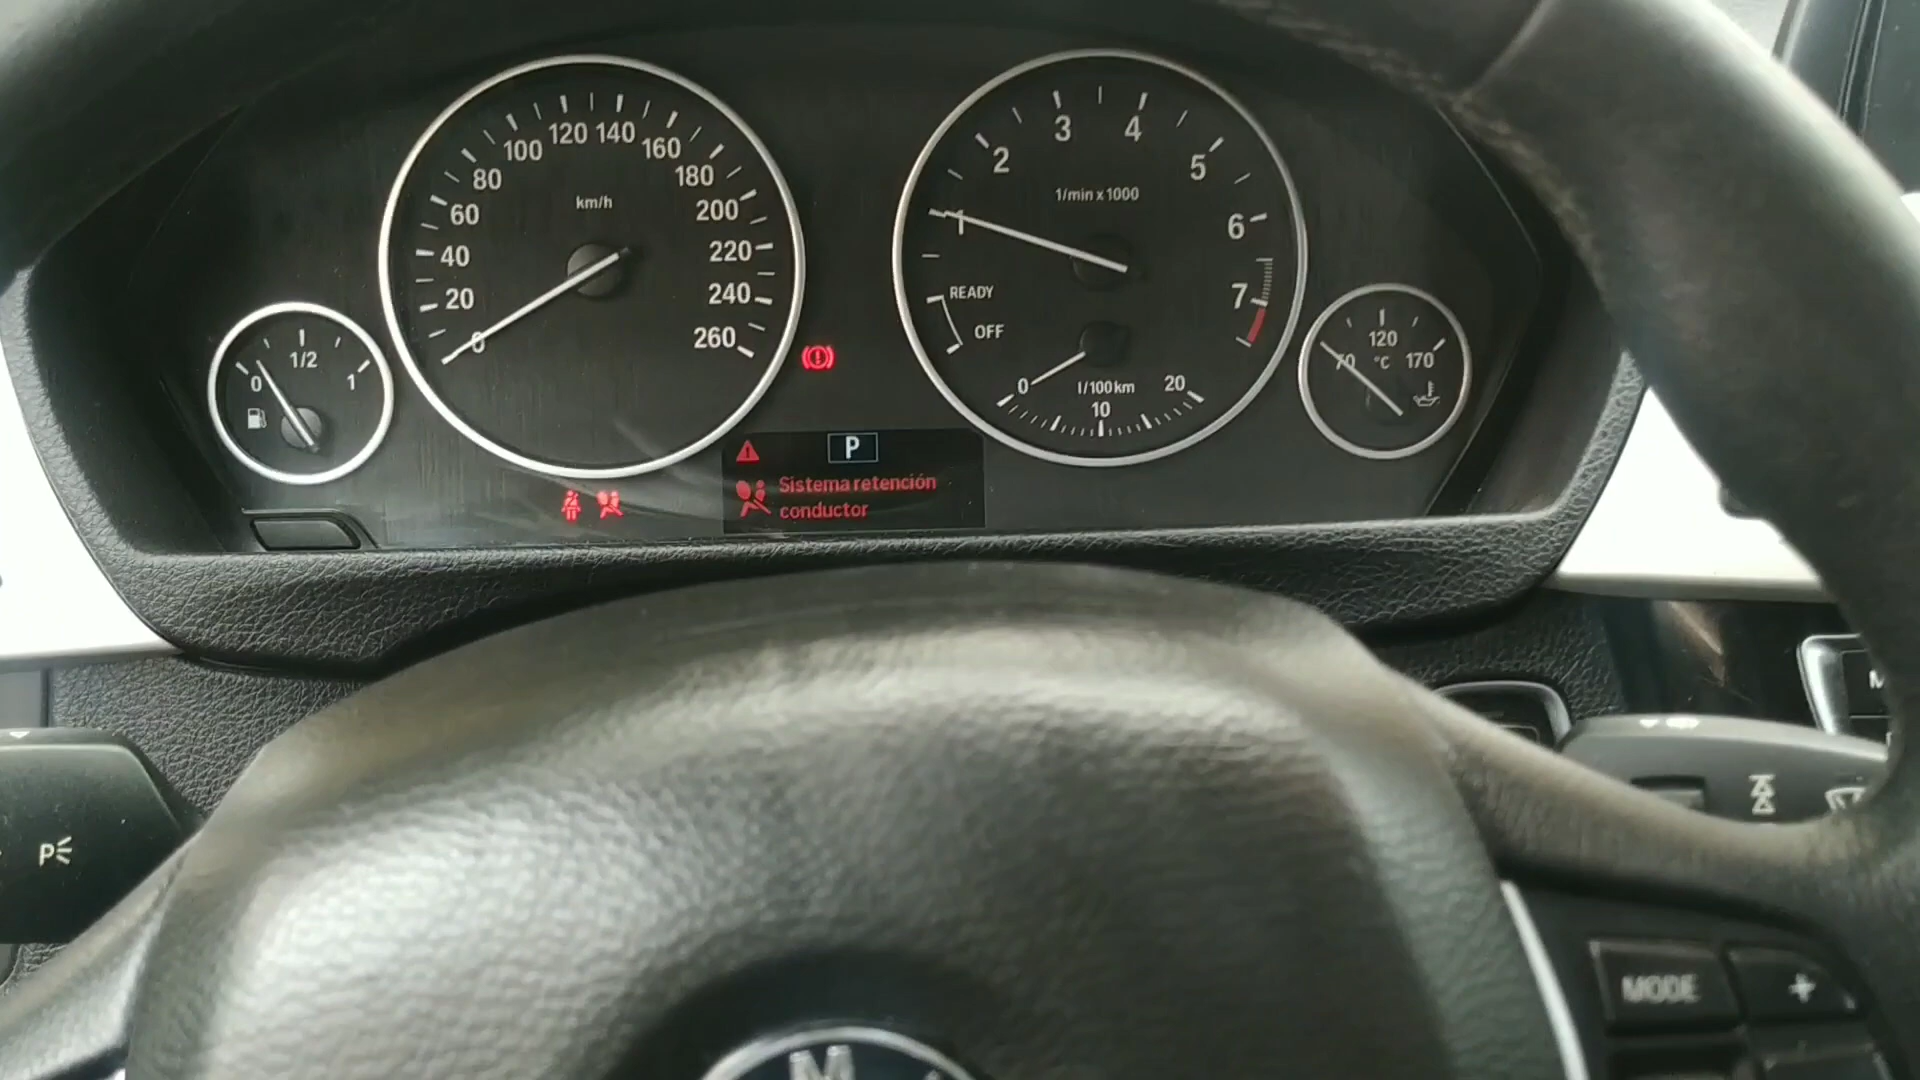 0
20
40
60
80
100
120
140
160
180
200
220
240
260
km/h
0
1/2
1
1
2
3
4
5
6
7
1/min x 1000
READY
OFF
0
l/100km
10
20
70
120
170
°C
P
Sistema retención
conductor
P
MODE
+
M